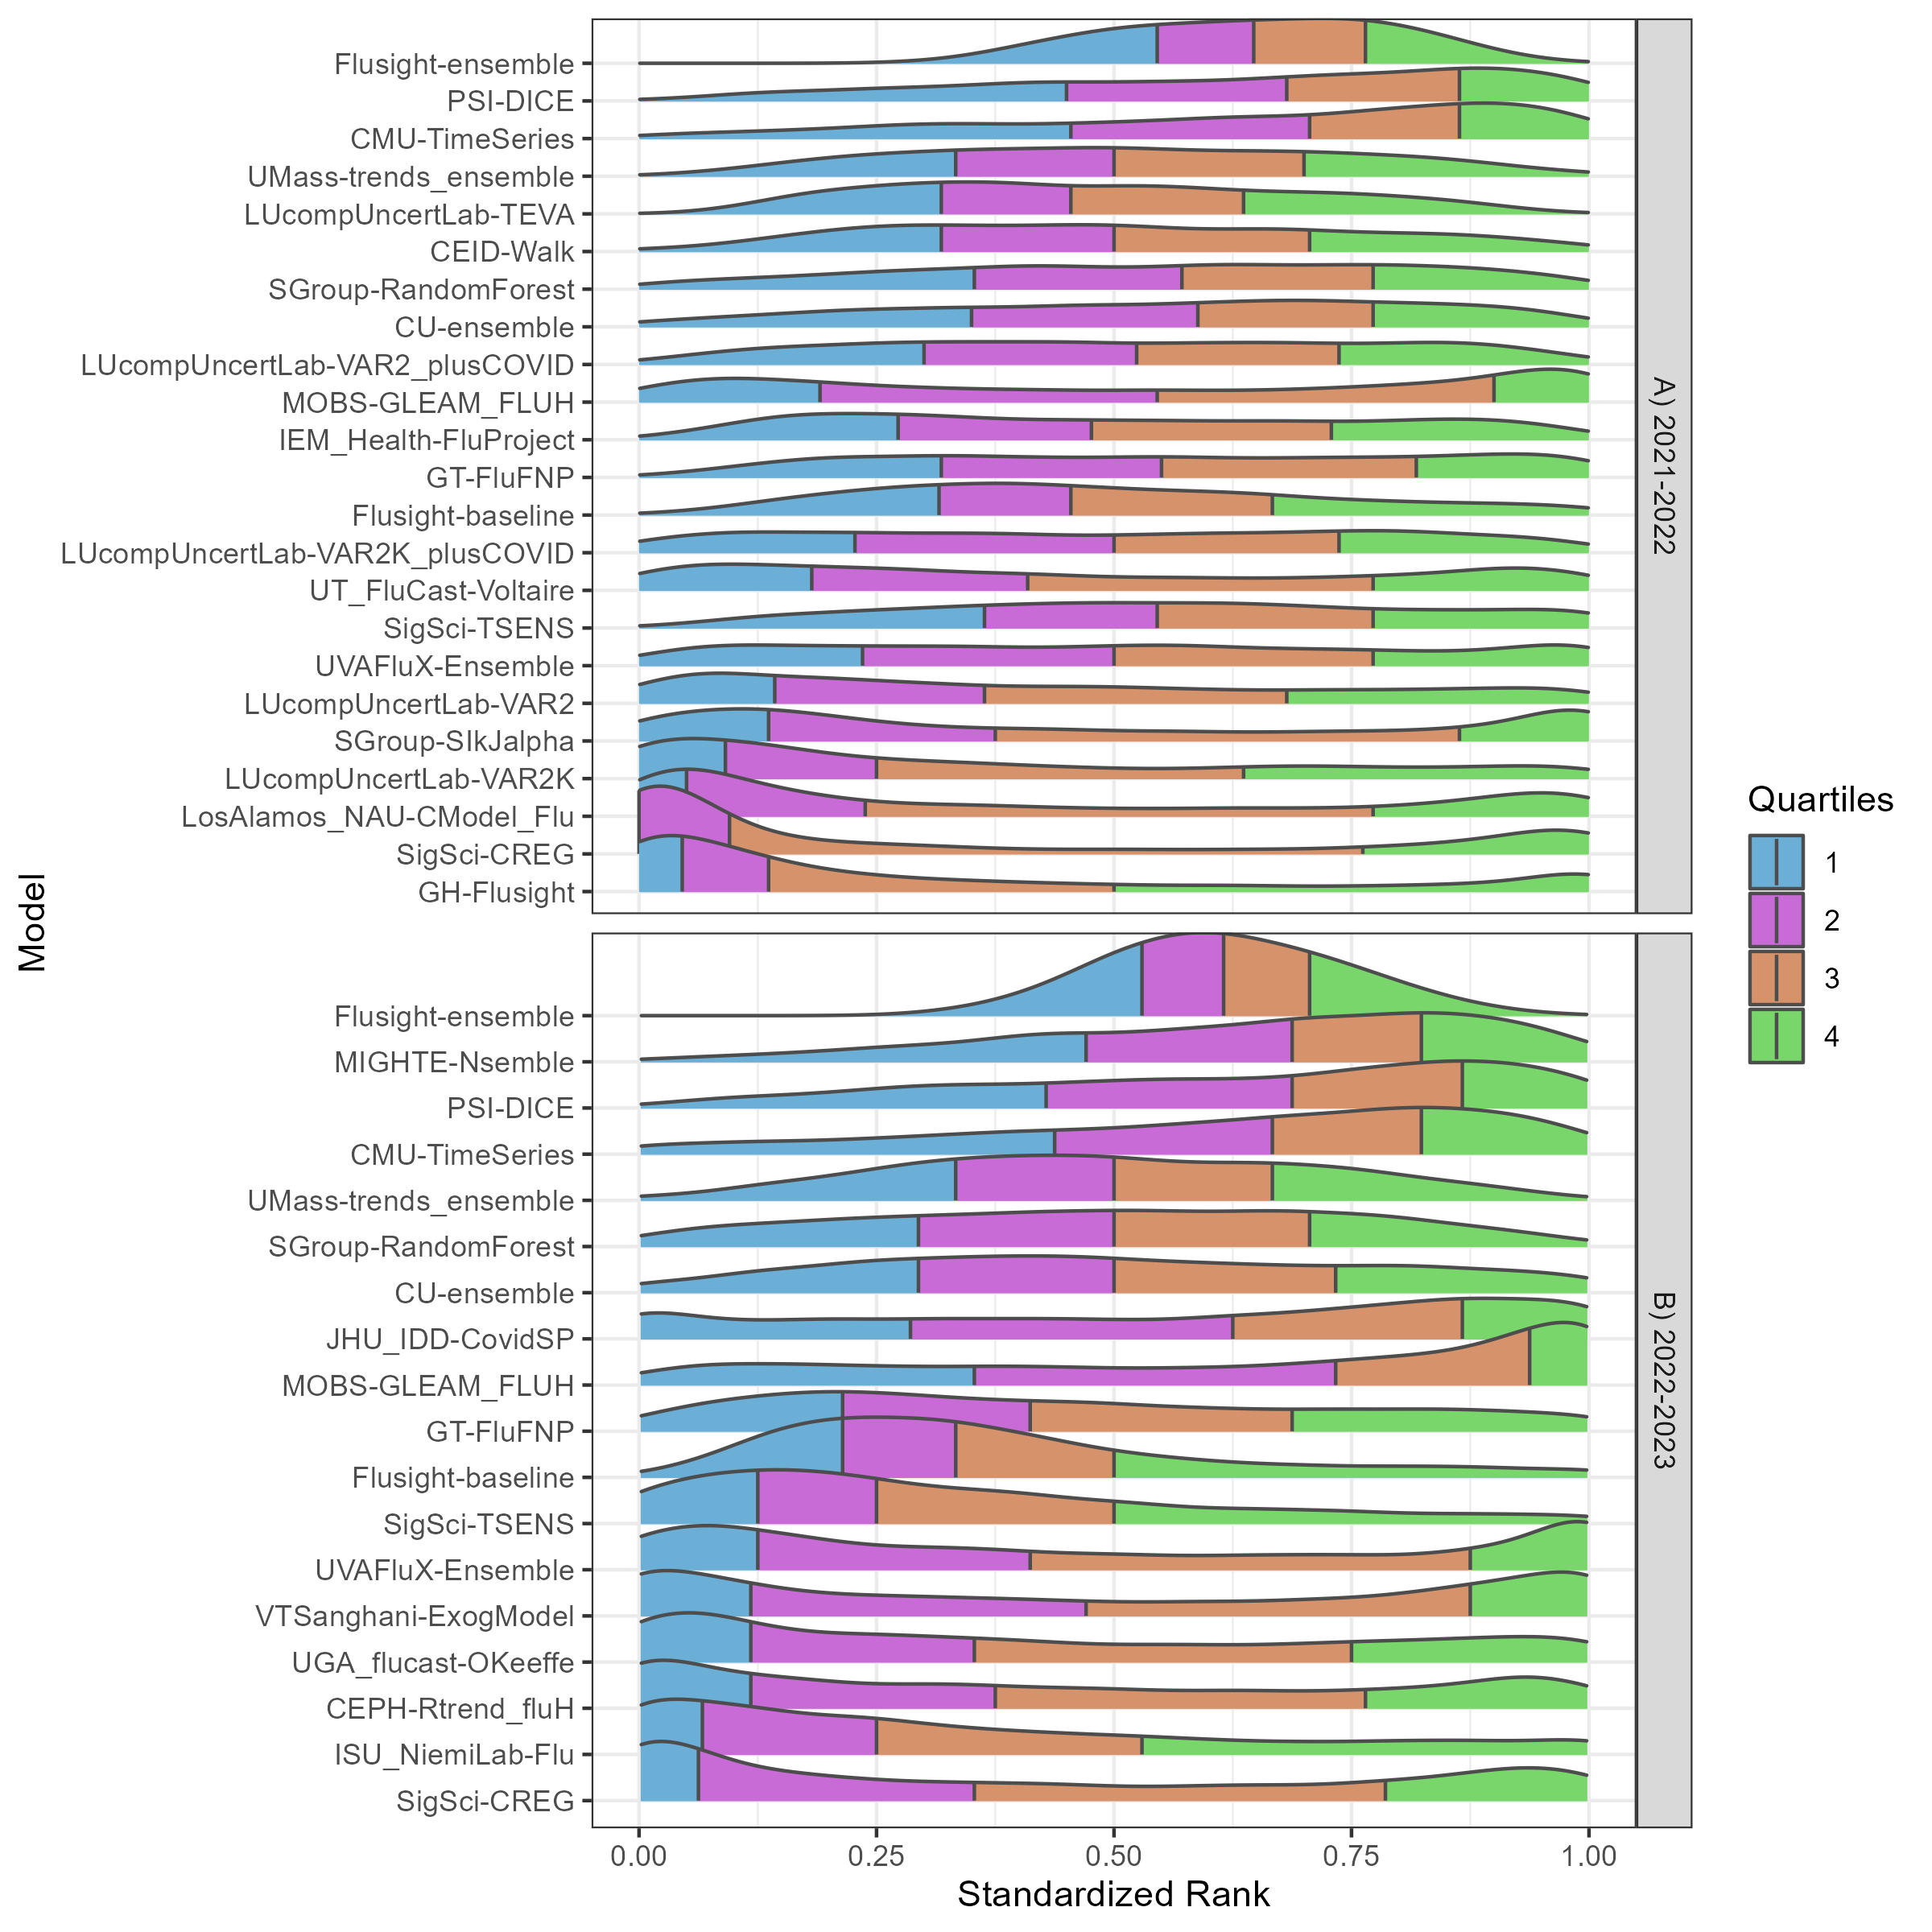 Model
Flusight-ensemble
PSI-DICE
CMU-TimeSeries
UMass-trends_ensemble
LUcompUncertLab-TEVA
CEID-Walk
SGroup-RandomForest
CU-ensemble
LUcompUncertLab-VAR2_plusCOVID
MOBS-GLEAM_FLUH
IEM_Health-FluProject
GT-FluFNP
Flusight-baseline
LUcompUncertLab-VAR2K_plusCOVID
UT_FluCast-Voltaire
SigSci-TSENS
UVAFluX-Ensemble
LUcompUncertLab-VAR2
SGroup-SIkJalpha
LUcompUncertLab-VAR2K
LosAlamos_NAU-CModel_Flu
SigSci-CREG
GH-Flusight
A) 2021-2022
Flusight-ensemble
MIGHTE-Nsemble
PSI-DICE
CMU-TimeSeries
UMass-trends_ensemble
SGroup-RandomForest
CU-ensemble
JHU_IDD-CovidSP
MOBS-GLEAM_FLUH
GT-FluFNP
Flusight-baseline
SigSci-TSENS
UVAFluX-Ensemble
VTSanghani-ExogModel
UGA_flucast-OKeeffe
CEPH-Rtrend_fluH
ISU_NiemiLab-Flu
SigSci-CREG
B) 2022-2023
0.00 0.25 0.50 0.75 1.00
Standardized Rank
Quartiles
1
2
3
4